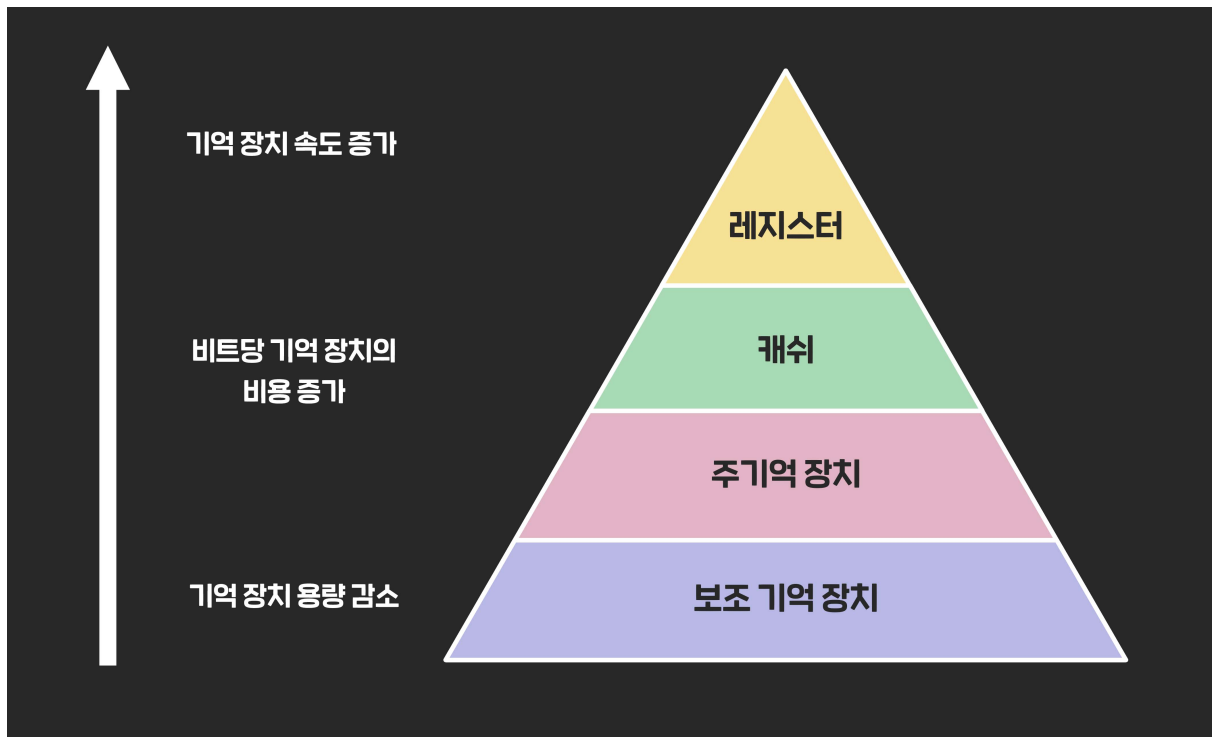 기억 장치 속도 증가
비트당 기억 장치의
비용 증가
기억 장치 용량 감소
레지스터
캐쉬
주기억 장치
보조 기억 장치